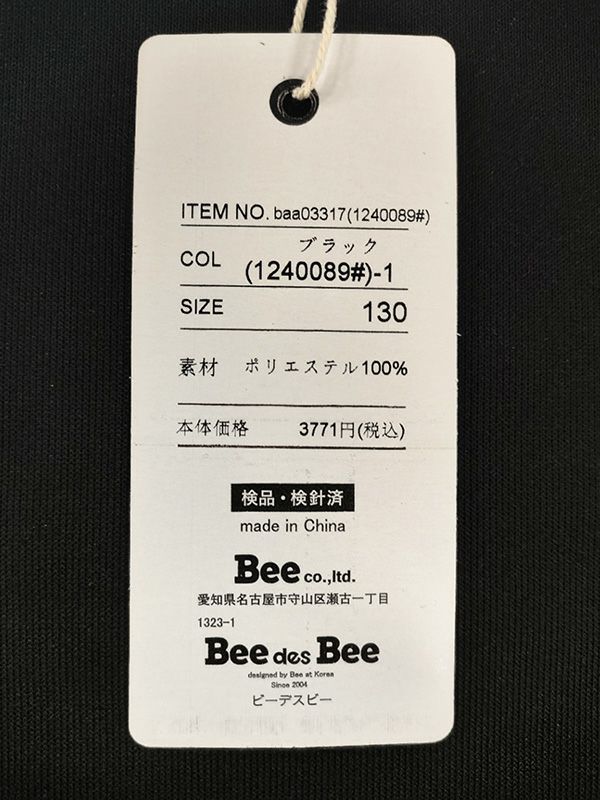 ITEM NO. baa03317(1240089#)
COL ブラック
(1240089#)-1
SIZE 130
素材 ポリエステル100%
本体価格 3771円(税込)
検品・検針済
made in China
Bee co.,ltd.
愛知県名古屋市守山区瀬古一丁目
1323-1
Bee des Bee
designed by Bee at Korea
Since 2004
ビーデスビー